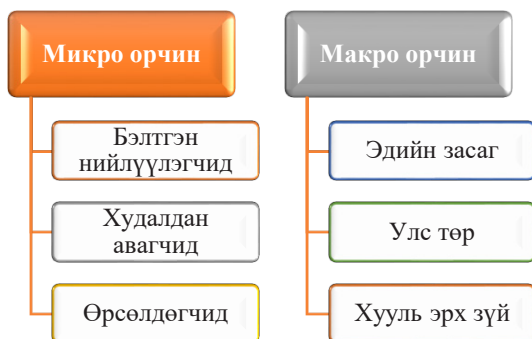 Микро орчин
Бэлтгэн
нийлүүлэгчид
Худалдан
авагчид
Өрсөлдөгчид
Макро орчин
Эдийн засаг
Улс төр
Хууль эрх зүй